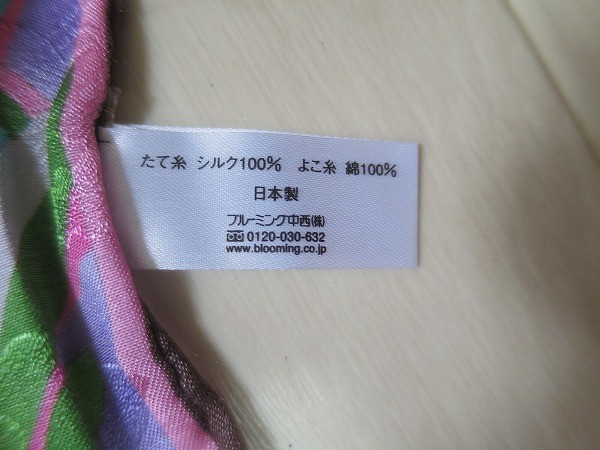 たて糸 シルク100% よこ糸 綿100%
日本製
ブルーミング中西(株)
0120-030-632
www.blooming.co.jp